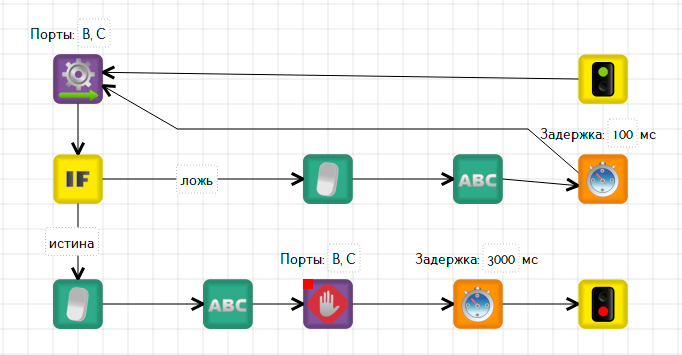 Порты: B, C
Задержка: 100 мс
IF
ложь
ABC
истина
Порты: B, C
Задержка: 3000 мс
ABC